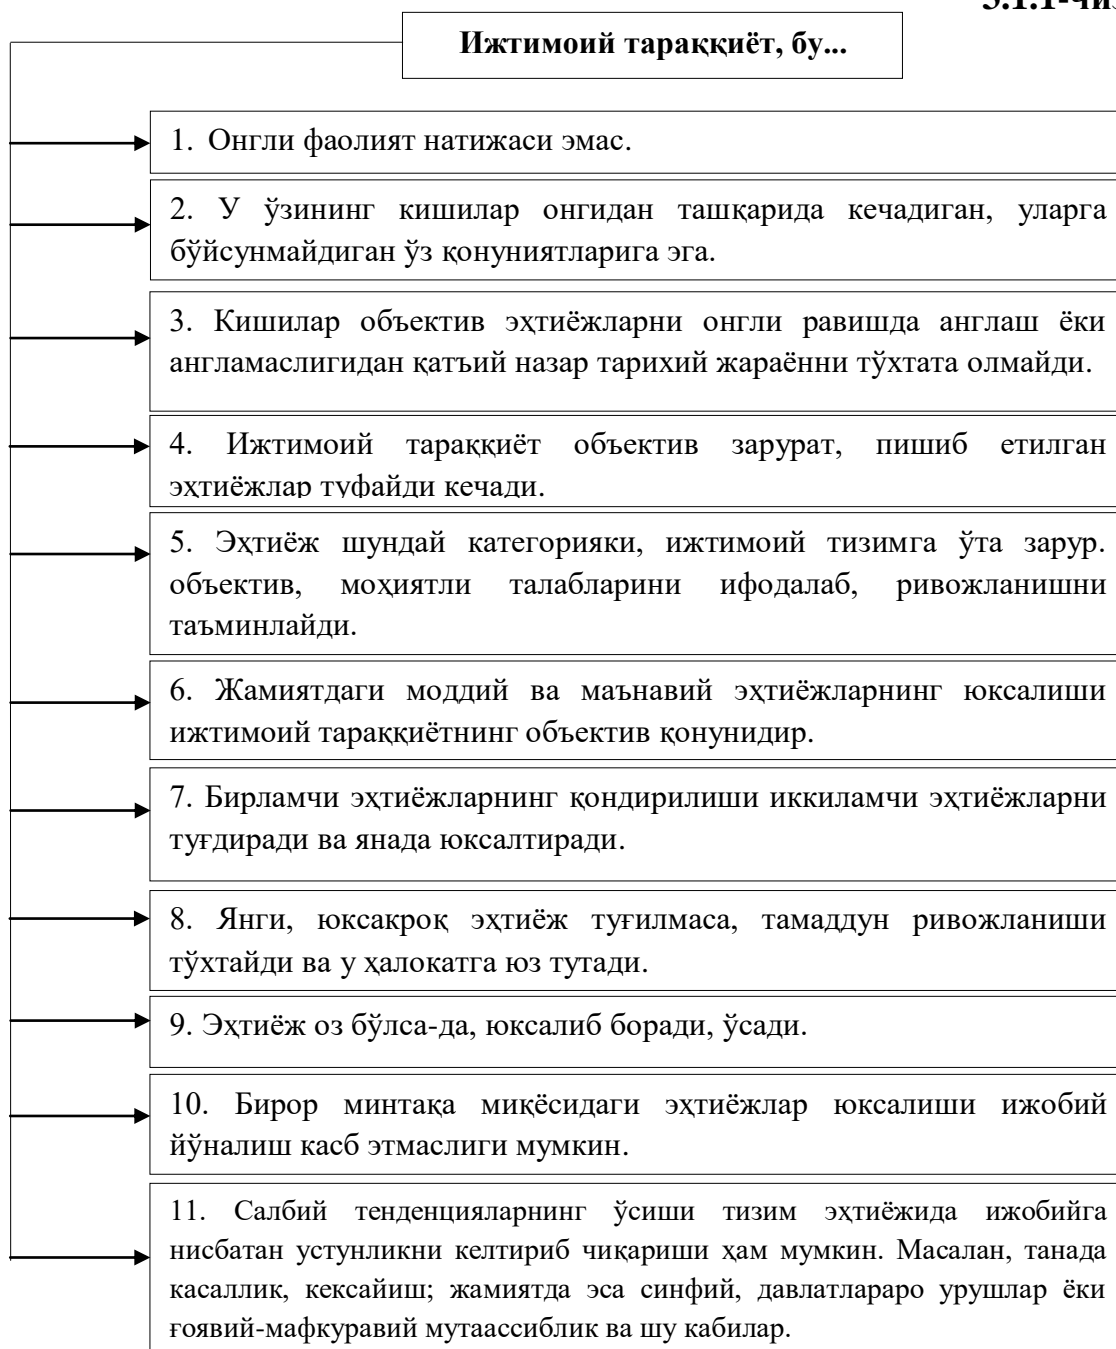 3.1.1-чиз
Ижтимоий тараққиёт, бу...
1. Онгли фаолият натижаси эмас.
2. У ўзининг кишилар онгидан ташқарида кечадиган, уларга
бўйсунмайдиган ўз қонуниятларига эга.
3. Кишилар объектив эҳтиёжларни онгли равишда англаш ёки
англамаслигидан қатъий назар тарихий жараённи тўхтата олмайди.
4. Ижтимоий тараққиёт объектив зарурат, пишиб етилган
эҳтиёжлар туфайди кечади.
5. Эҳтиёж шундай категорияки, ижтимоий тизимга ўта зарур.
объектив, моҳиятли талабларини ифодалаб, ривожланишни
таъминлайди.
6. Жамиятдаги моддий ва маънавий эҳтиёжларнинг юксалиши
ижтимоий тараққиётнинг объектив қонунидир.
7. Бирламчи эҳтиёжларнинг қондирилиши иккиламчи эҳтиёжларни
туғдиради ва янада юксалтиради.
8. Янги, юксакроқ эҳтиёж туғилмаса, тамаддун ривожланиши
тўхтайди ва у ҳалокатга юз тутади.
9. Эҳтиёж оз бўлса-да, юксалиб боради, ўсади.
10. Бирор минтақа миқёсидаги эҳтиёжлар юксалиши ижобий
йўналиш касб этмаслиги мумкин.
11. Салбий тенденцияларнинг ўсиши тизим эҳтиёжида ижобийга
нисбатан устунликни келтириб чиқариши ҳам мумкин. Масалан, танада
касаллик, кексайиш; жамиятда эса синфий, давлатлараро урушлар ёки
ғоявий-мафкуравий мутаассиблик ва шу кабилар.